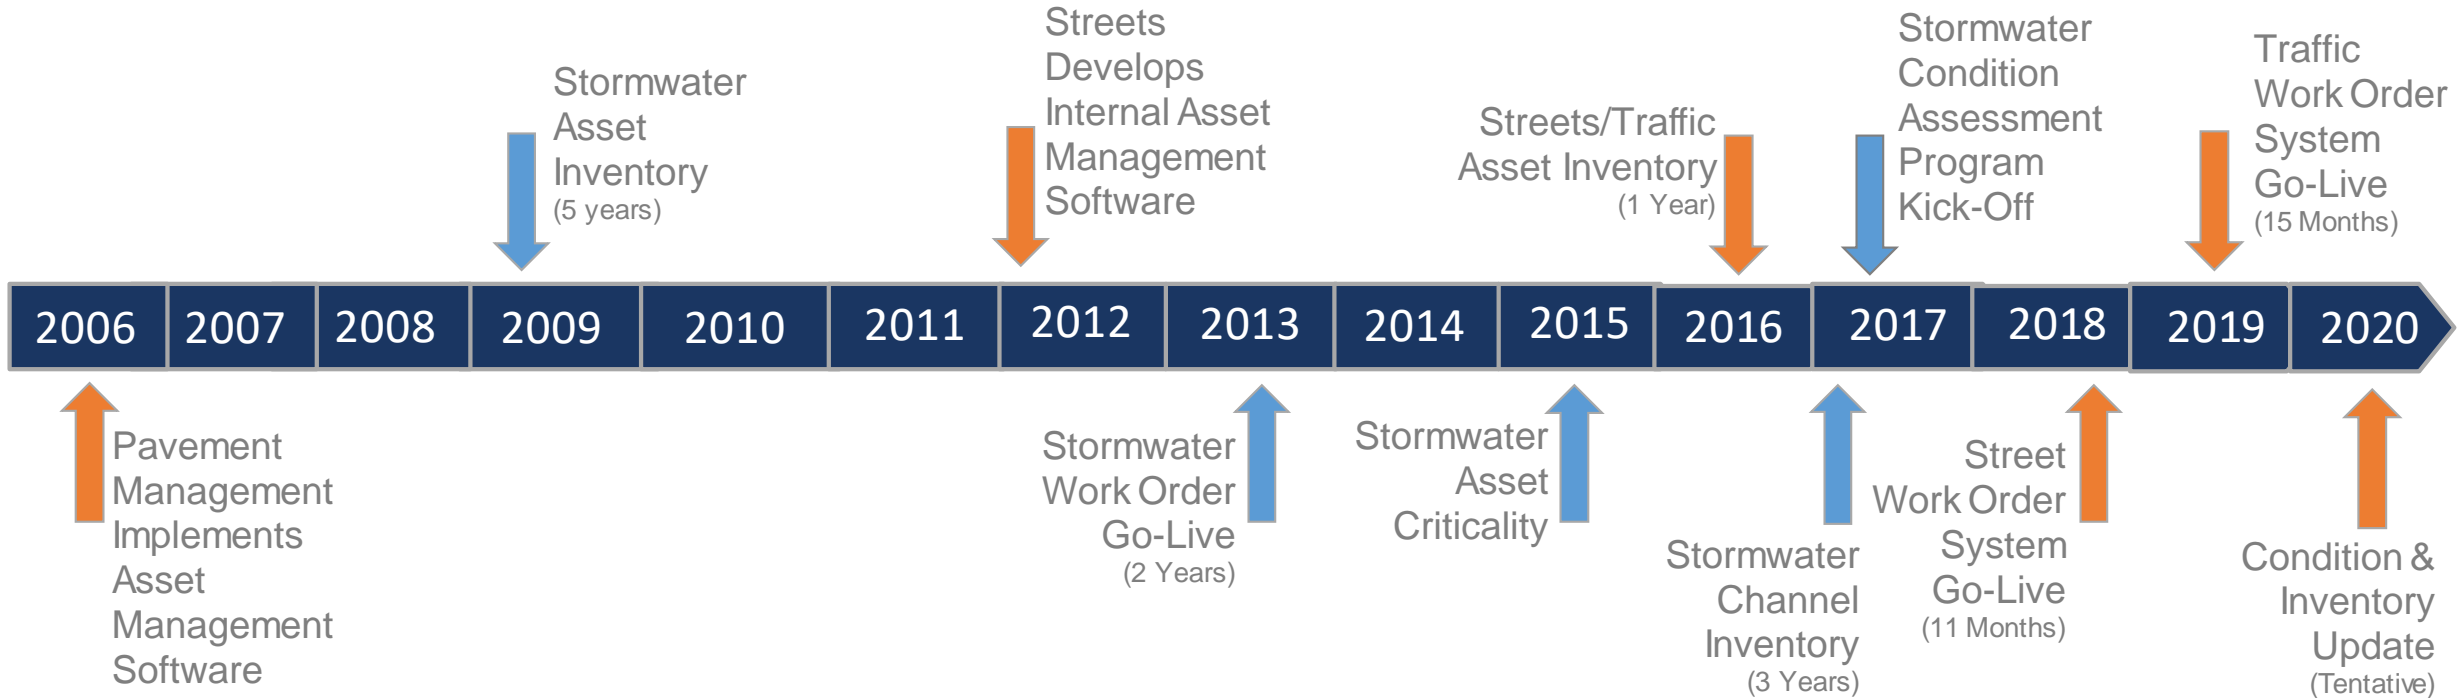 Stormwater
Asset
Inventory
(5 years)
Streets
Develops
Internal Asset
Management
Software
Streets/Traffic
Asset Inventory
(1 Year)
Stormwater
Condition
Assessment
Program
Kick-Off
Traffic
Work Order
System
Go-Live
(15 Months)
2006 2007 2008 2009 2010 2011 2012 2013 2014 2015 2016 2017 2018 2019 2020
Pavement
Management
Implements
Asset
Management
Software
Stormwater
Work Order
Go-Live
(2 Years)
Stormwater
Asset
Criticality
Stormwater
Channel
Inventory
(3 Years)
Street
Work Order
System
Go-Live
(11 Months)
Condition &
Inventory
Update
(Tentative)